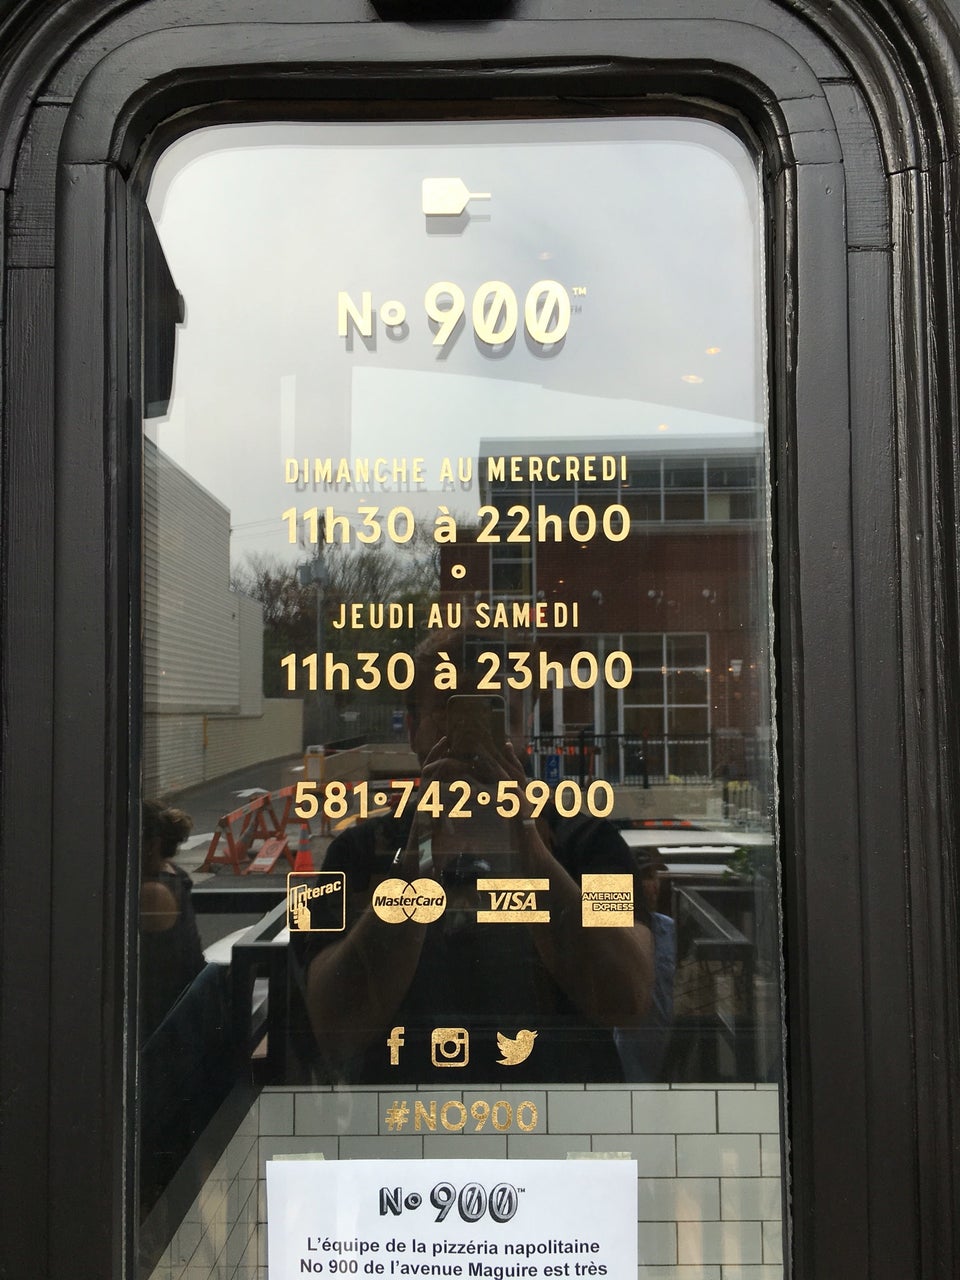 No 900™
DIMANCHE AU MERCREDI
11h30 à 22h00
JEUDI AU SAMEDI
11h30 à 23h00
581•742•5900
Interac MasterCard VISA AMERICAN EXPRESS
#NO900
No 900™
L'équipe de la pizzéria napolitaine
No 900 de l'avenue Maguire est très